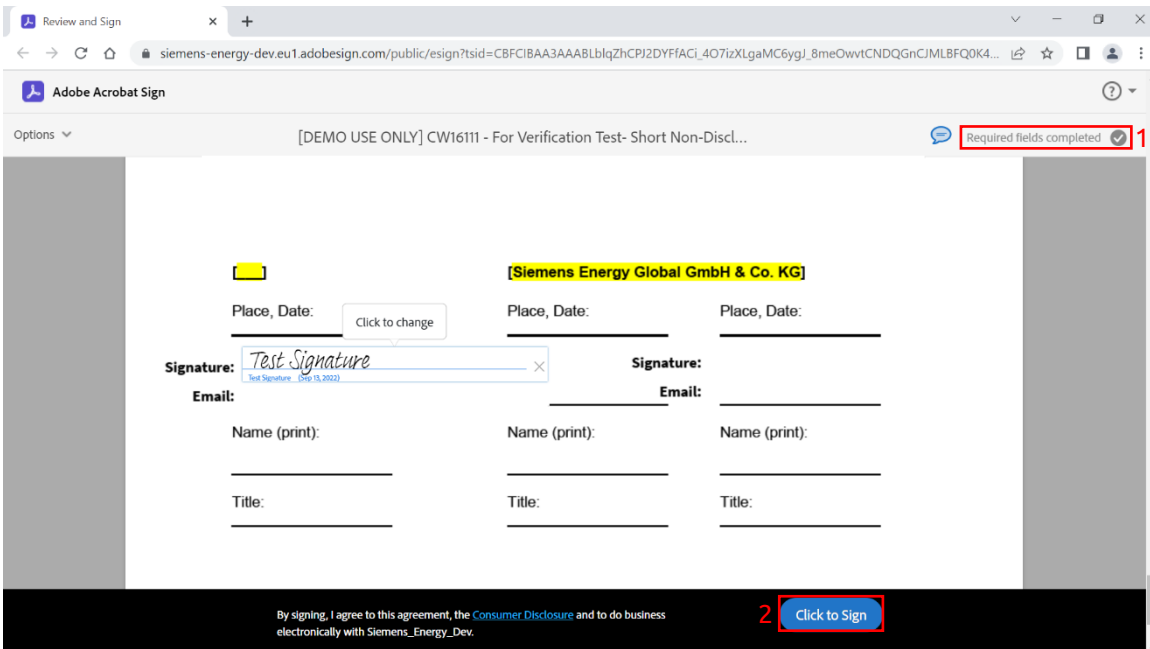 Review and Sign
siemens-energy-dev.eu1.adobesign.com/public/esign?tsid=CBFCIBAA3AAABLblqZhCPJ2DYFfACi_4O7izXLgaMC6ygJ_8meOwvtCNDQGnCJMLBFQ0K4...
Adobe Acrobat Sign
Options
[DEMO USE ONLY] CW16111 - For Verification Test- Short Non-Discl...
Required fields completed
1
[___]
[Siemens Energy Global GmbH & Co. KG]
Place, Date:
Place, Date:
Place, Date:
Click to change
Signature:
Test Signature
Test Signature (Sep 13, 2022)
Signature:
Email:
Email:
Name (print):
Name (print):
Name (print):
Title:
Title:
Title:
By signing, I agree to this agreement, the Consumer Disclosure and to do business
electronically with Siemens_Energy_Dev.
2
Click to Sign